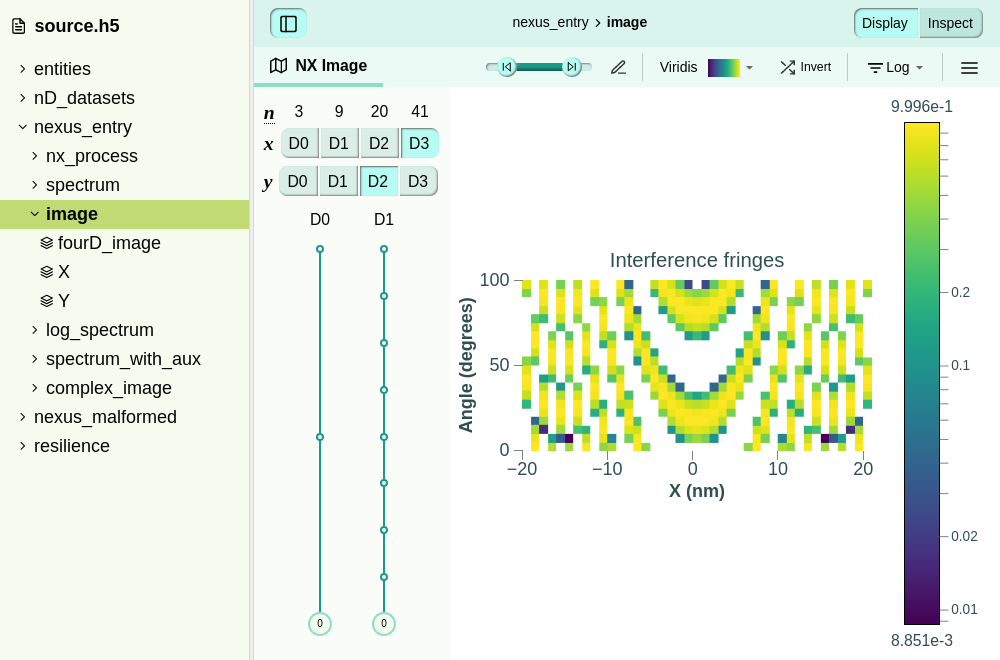 source.h5
entities
nD_datasets
nexus_entry
nx_process
spectrum
image
fourD_image
X
Y
log_spectrum
spectrum_with_aux
complex_image
nexus_malformed
resilience
nexus_entry › image
Display Inspect
NX Image
Viridis
Invert
Log
n 3 9 20 41
x D0 D1 D2 D3
y D0 D1 D2 D3
D0 D1
0 0
Interference fringes
100
50
0
Angle (degrees)
−20 −10 0 10 20
X (nm)
9.996e-1
0.2
0.1
0.02
0.01
8.851e-3